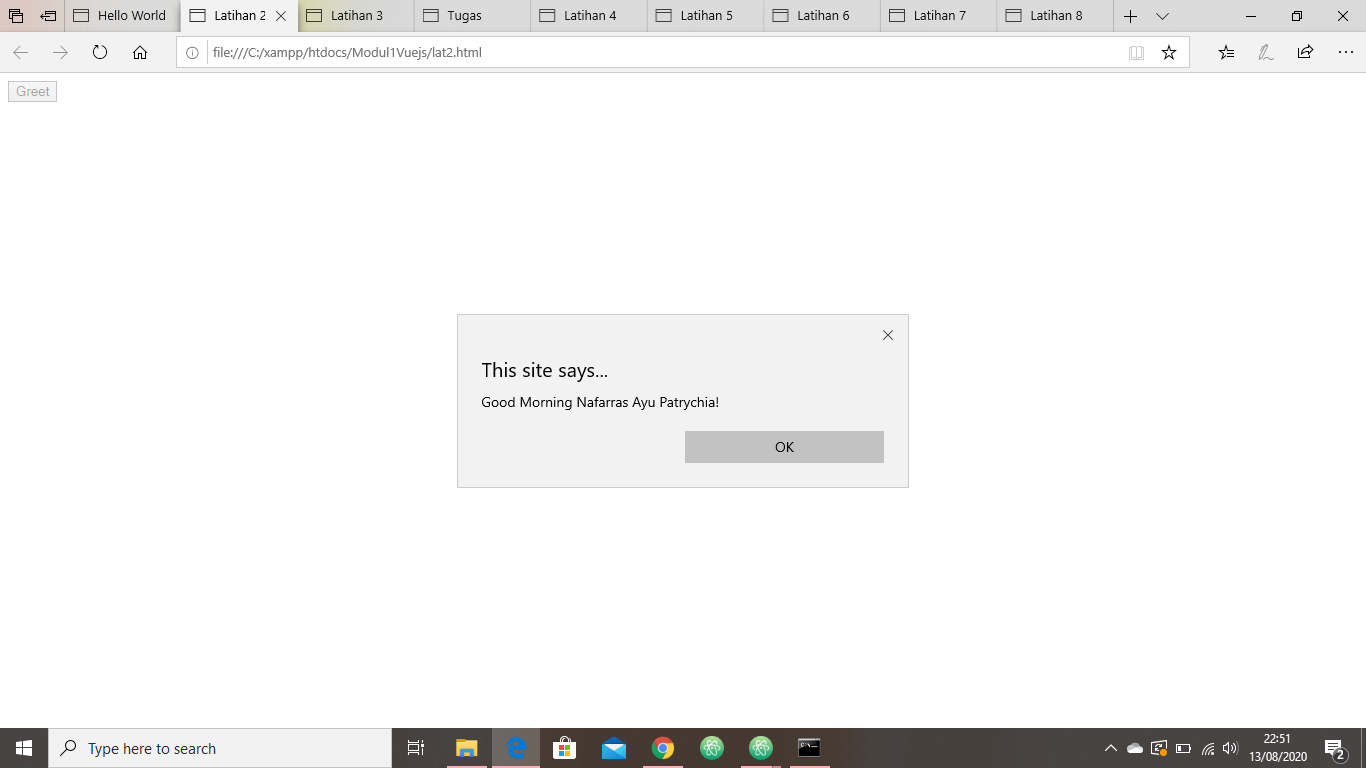 Hello World Latihan 2 Latihan 3 Tugas Latihan 4 Latihan 5 Latihan 6 Latihan 7 Latihan 8
file:///C:/xampp/htdocs/Modul1Vuejs/lat2.html
Greet
This site says...
Good Morning Nafarras Ayu Patrychia!
OK
Type here to search
22:51
13/08/2020
2